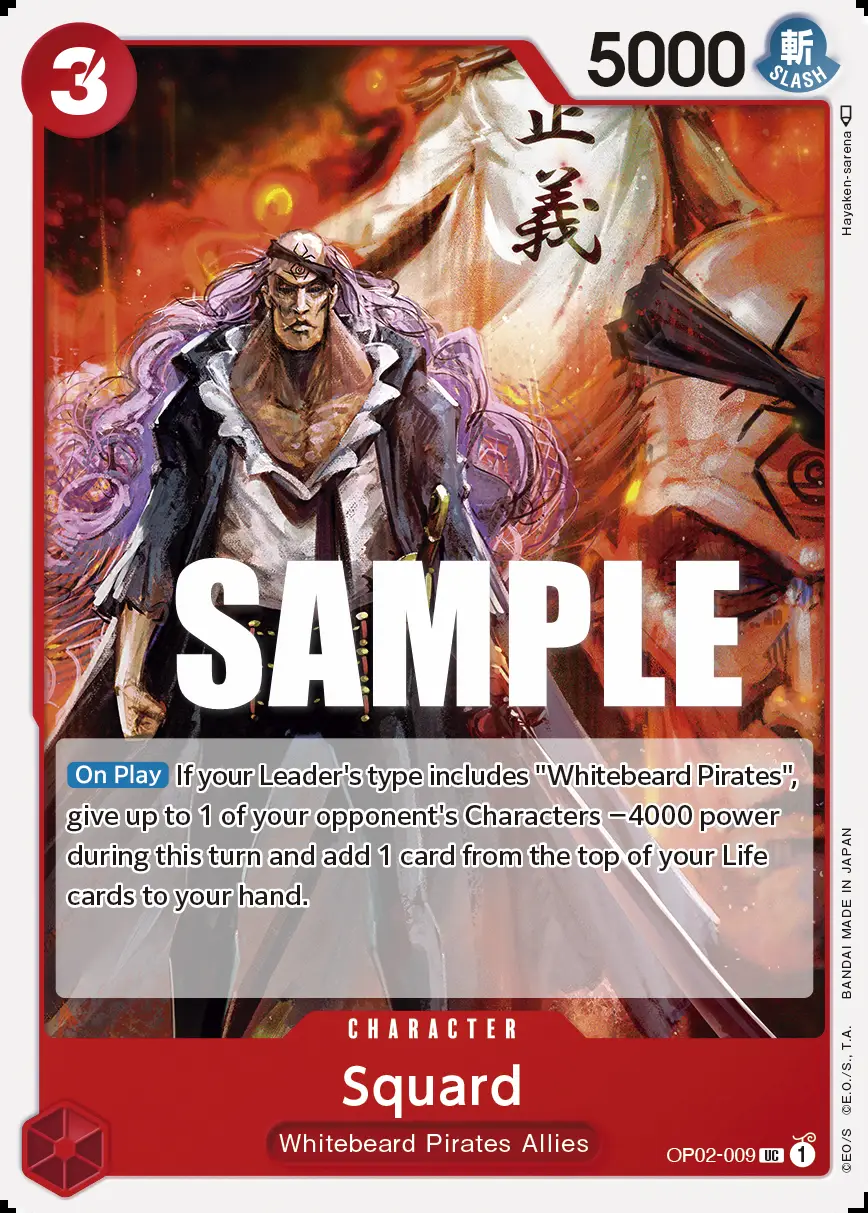 3
5000
斬
SLASH
正
義
Hayaken-sarena
SAMPLE
On Play If your Leader's type includes "Whitebeard Pirates",
give up to 1 of your opponent's Characters −4000 power
during this turn and add 1 card from the top of your Life
cards to your hand.
CHARACTER
Squard
Whitebeard Pirates Allies
OP02-009 UC 1
©EO/S ©E.O./S., T.A. BANDAI MADE IN JAPAN